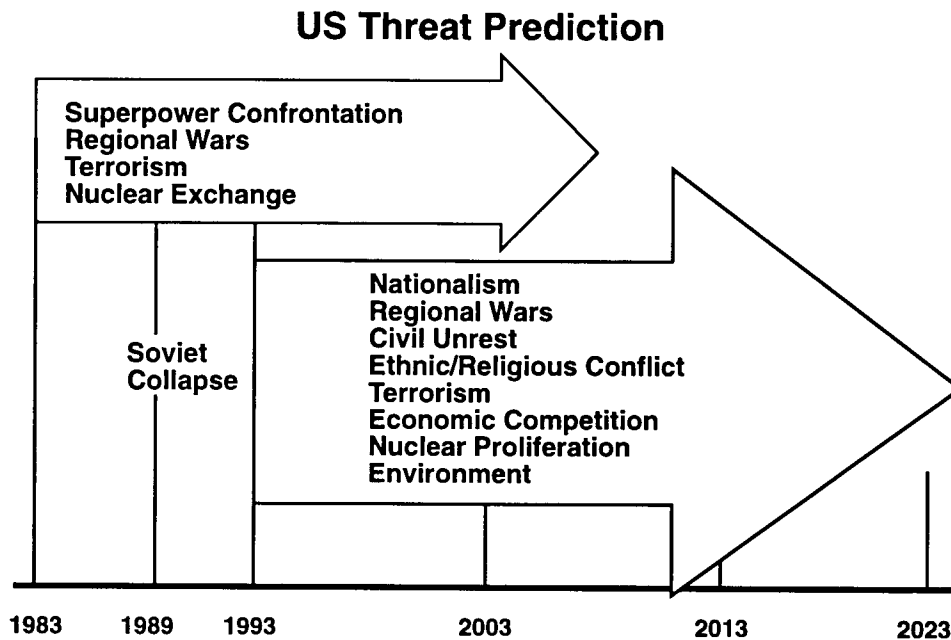 US Threat Prediction
Superpower Confrontation
Regional Wars
Terrorism
Nuclear Exchange
Nationalism
Regional Wars
Civil Unrest
Ethnic/Religious Conflict
Terrorism
Economic Competition
Nuclear Proliferation
Environment
Soviet
Collapse
1983 1989 1993 2003 2013 2023